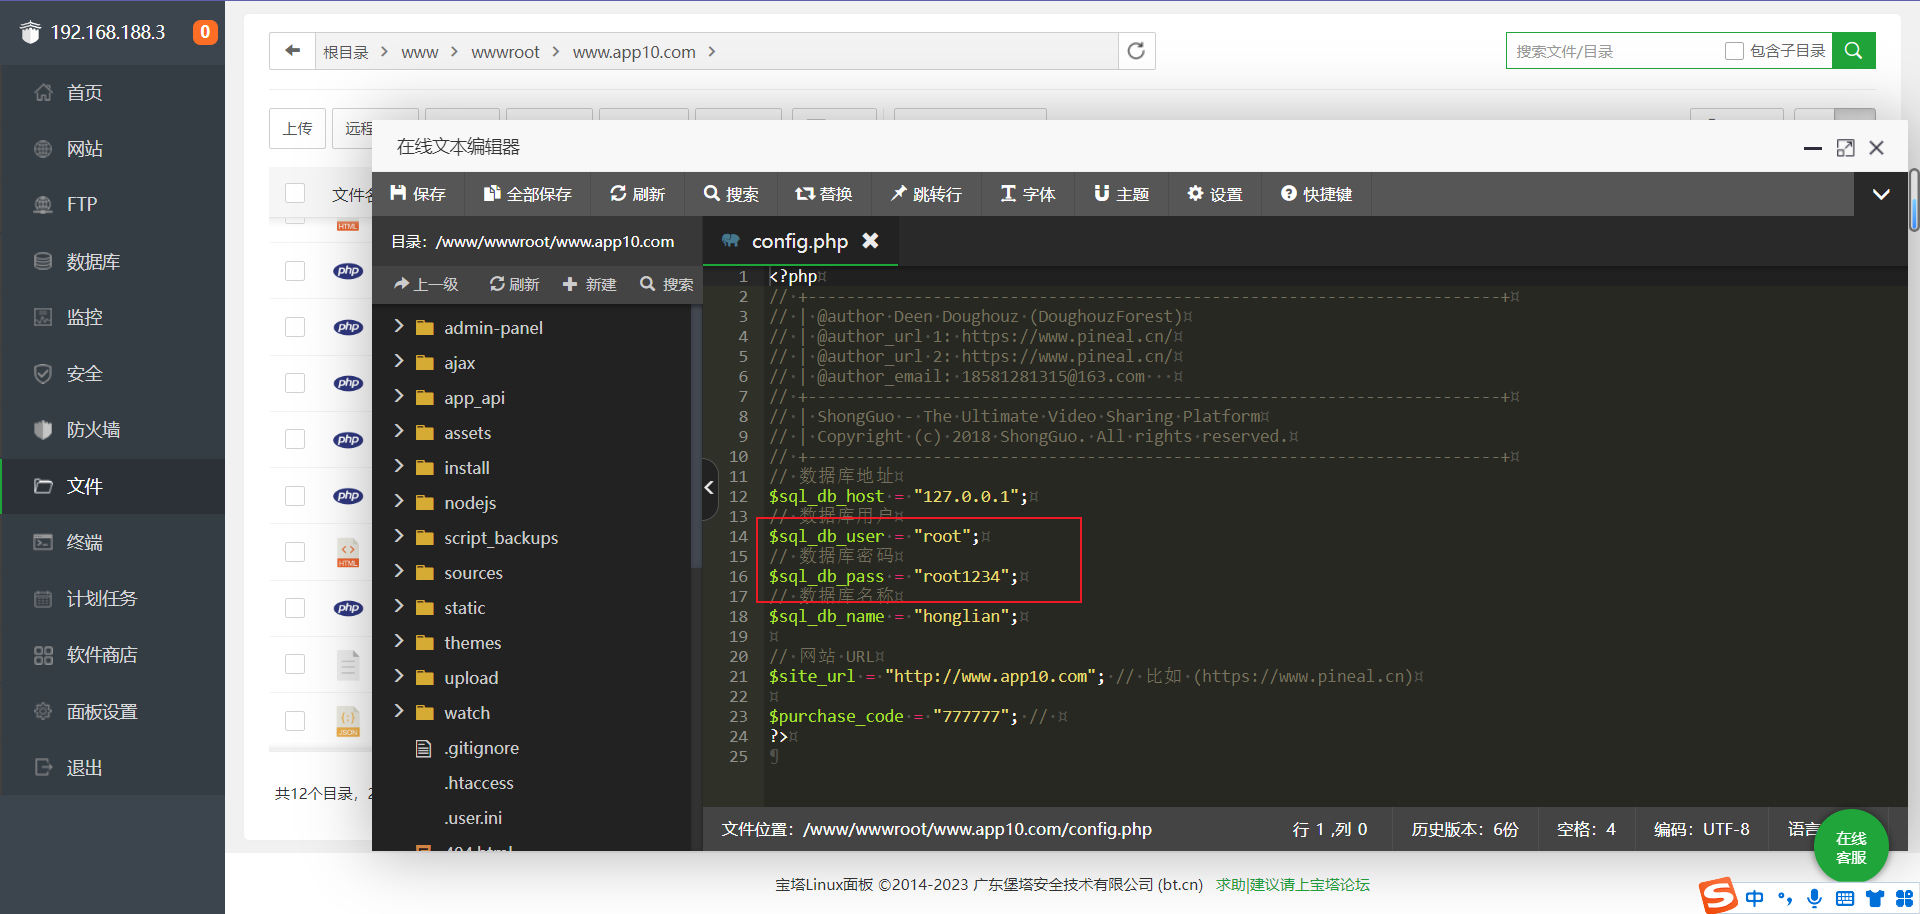 192.168.188.3
0
首页
网站
FTP
数据库
监控
安全
防火墙
文件
终端
计划任务
软件商店
面板设置
退出
根目录 > www > wwwroot > www.app10.com >
搜索文件/目录
包含子目录
上传
远程
文件名
共12个目录，
在线文本编辑器
保存 全部保存 刷新 搜索 替换 跳转行 字体 主题 设置 快捷键
目录：/www/wwwroot/www.app10.com
上一级 刷新 新建 搜索
admin-panel
ajax
app_api
assets
install
nodejs
script_backups
sources
static
themes
upload
watch
.gitignore
.htaccess
.user.ini
404.html
config.php
1 <?php
2 // +------------------------------------------------------------------------+
3 // | @author Deen Doughouz (DoughouzForest)
4 // | @author_url 1: https://www.pineal.cn/
5 // | @author_url 2: https://www.pineal.cn/
6 // | @author_email: 18581281315@163.com
7 // +------------------------------------------------------------------------+
8 // | ShongGuo - The Ultimate Video Sharing Platform
9 // | Copyright (c) 2018 ShongGuo. All rights reserved.
10 // +------------------------------------------------------------------------+
11 // 数据库地址
12 $sql_db_host = "127.0.0.1";
13 // 数据库用户
14 $sql_db_user = "root";
15 // 数据库密码
16 $sql_db_pass = "root1234";
17 // 数据库名称
18 $sql_db_name = "honglian";
19
20 // 网站 URL
21 $site_url = "http://www.app10.com"; // 比如 (https://www.pineal.cn)
22
23 $purchase_code = "777777"; //
24 ?>
25
文件位置：/www/wwwroot/www.app10.com/config.php
行 1 ,列 0
历史版本：6份
空格：4
编码：UTF-8
语言
在线
客服
宝塔Linux面板 ©2014-2023 广东堡塔安全技术有限公司 (bt.cn) 求助|建议请上宝塔论坛
中